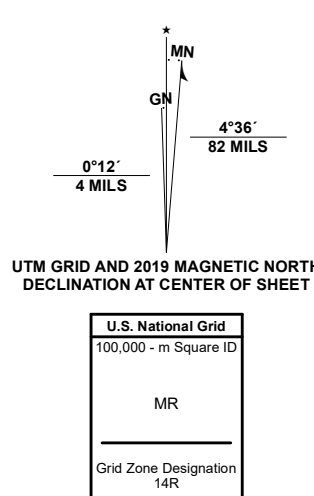 ★
MN
GN
4°36´
82 MILS
0°12´
4 MILS
UTM GRID AND 2019 MAGNETIC NORTH
DECLINATION AT CENTER OF SHEET
U.S. National Grid
100,000 - m Square ID
MR
Grid Zone Designation
14R